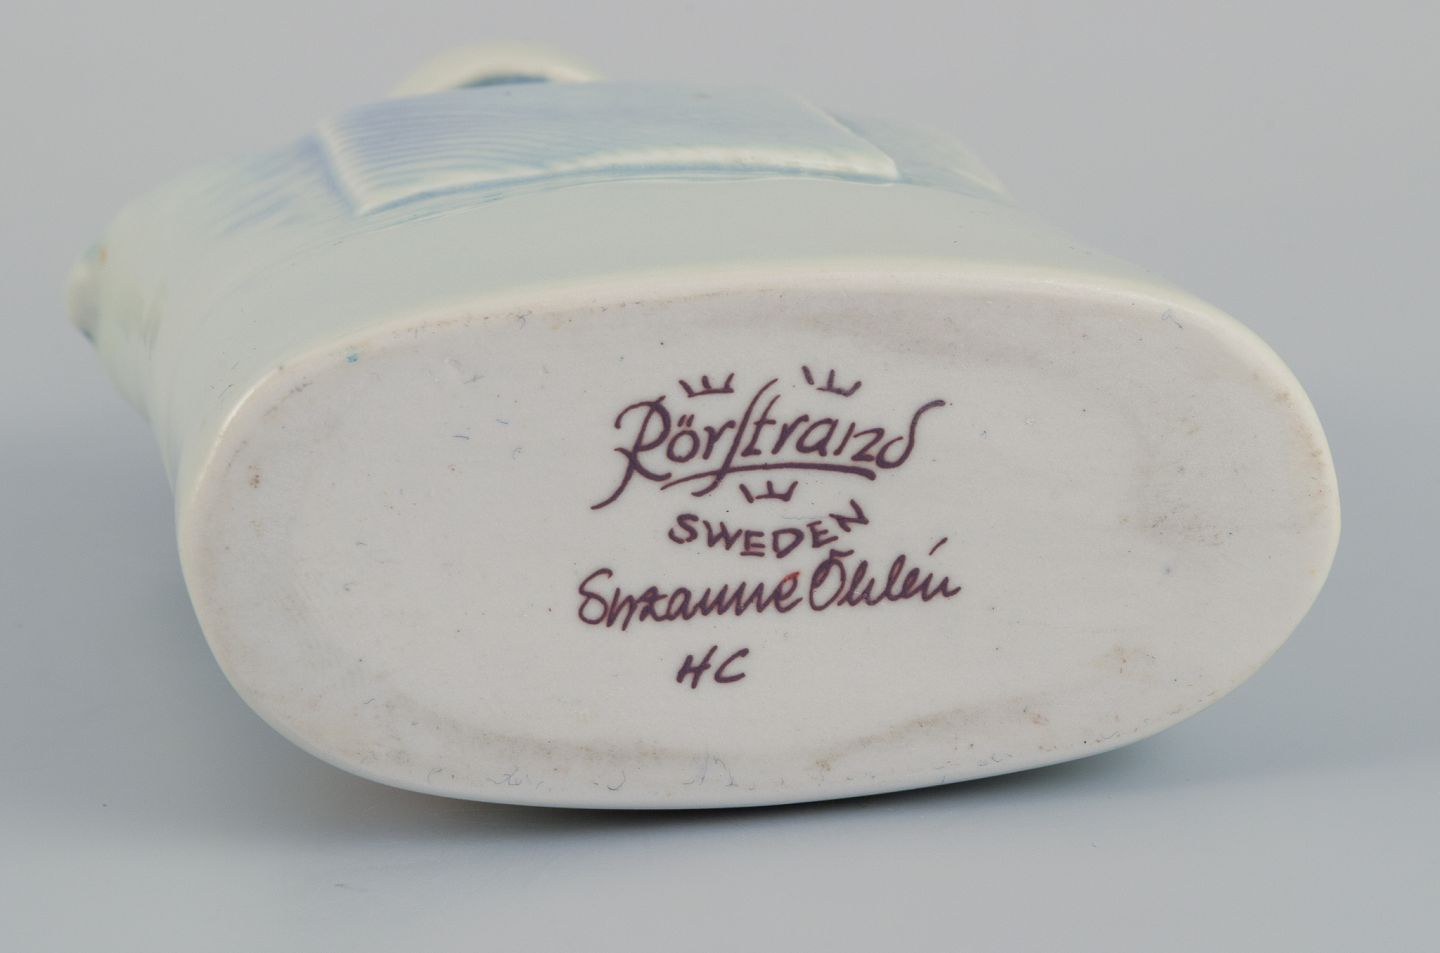 Rörstrand
SWEDEN
Suzanne Öhlén
HC